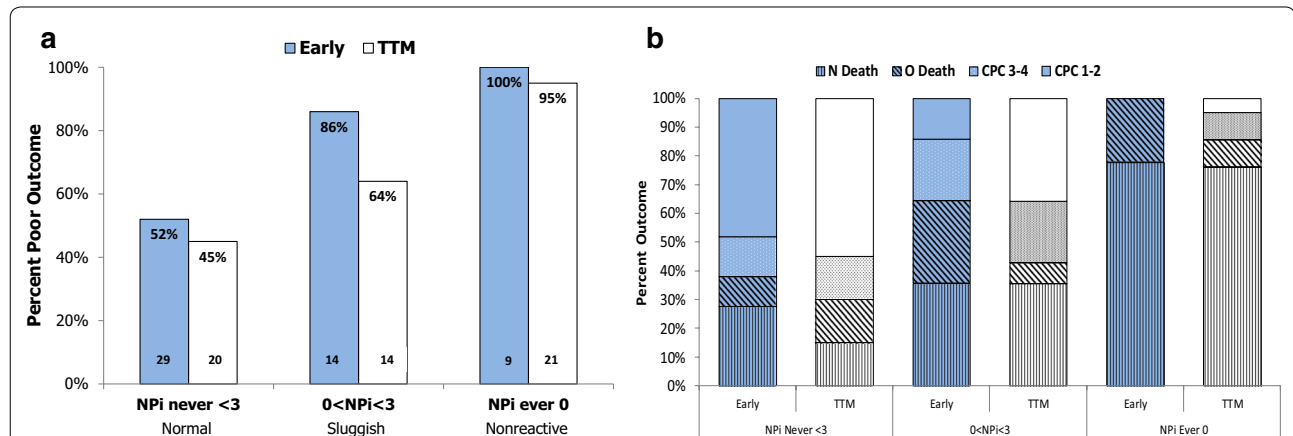 a
Early TTM
Percent Poor Outcome
100%
80%
60%
40%
20%
0%
52%
45%
86%
64%
100%
95%
29 20 14 14 9 21
NPi never <3 0<NPi<3 NPi ever 0
Normal Sluggish Nonreactive
b
N Death O Death CPC 3-4 CPC 1-2
Percent Outcome
100%
90%
80%
70%
60%
50%
40%
30%
20%
10%
0%
Early TTM Early TTM Early TTM
NPi Never <3 0<NPi<3 NPi Ever 0